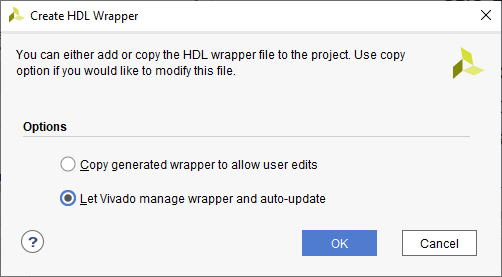 Create HDL Wrapper
You can either add or copy the HDL wrapper file to the project. Use copy
option if you would like to modify this file.
Options
Copy generated wrapper to allow user edits
Let Vivado manage wrapper and auto-update
?
OK
Cancel